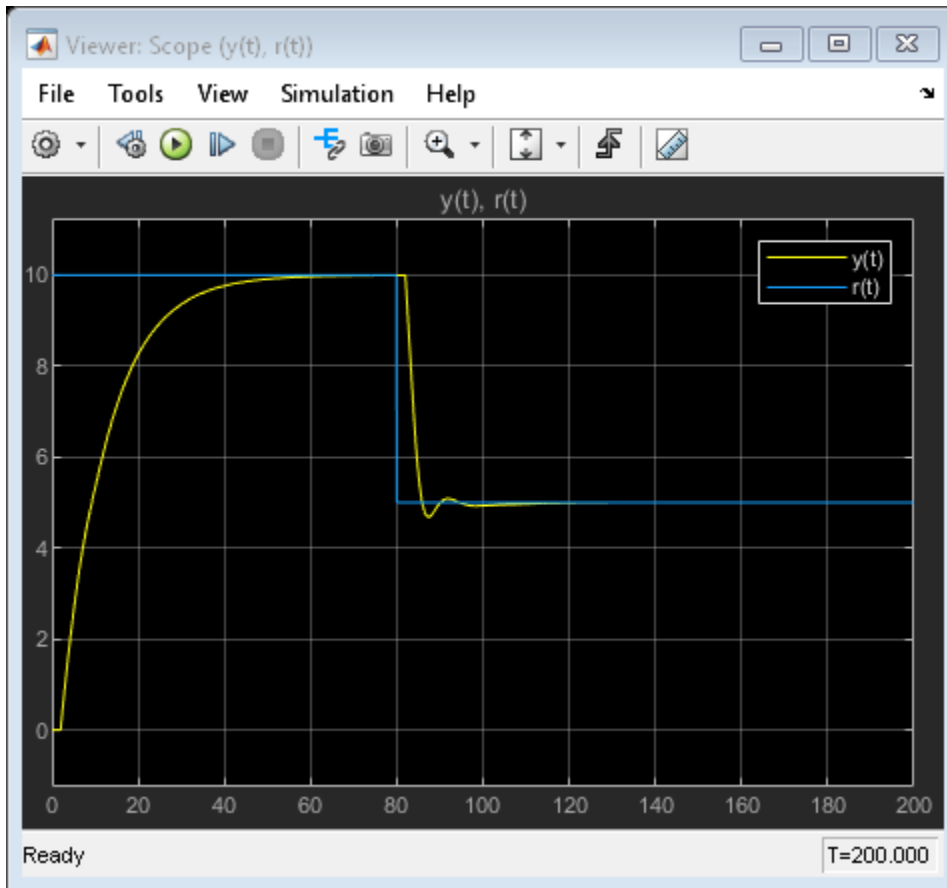 Viewer: Scope (y(t), r(t))
File Tools View Simulation Help
y(t), r(t)
y(t)
r(t)
10
8
6
4
2
0
0 20 40 60 80 100 120 140 160 180 200
Ready T=200.000